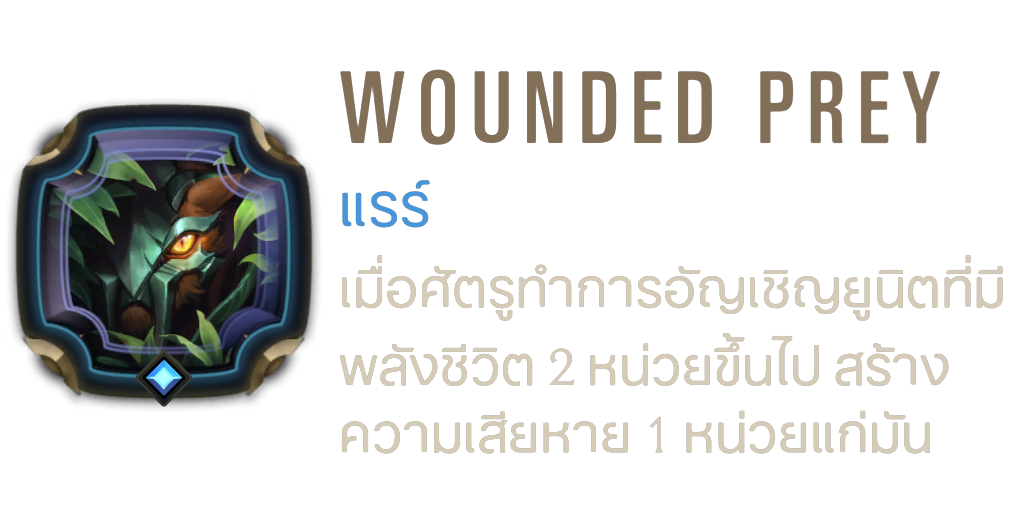 WOUNDED PREY
แรร์
เมื่อศัตรูทำการอัญเชิญยูนิตที่มี
พลังชีวิต 2 หน่วยขึ้นไป สร้าง
ความเสียหาย 1 หน่วยแก่มัน